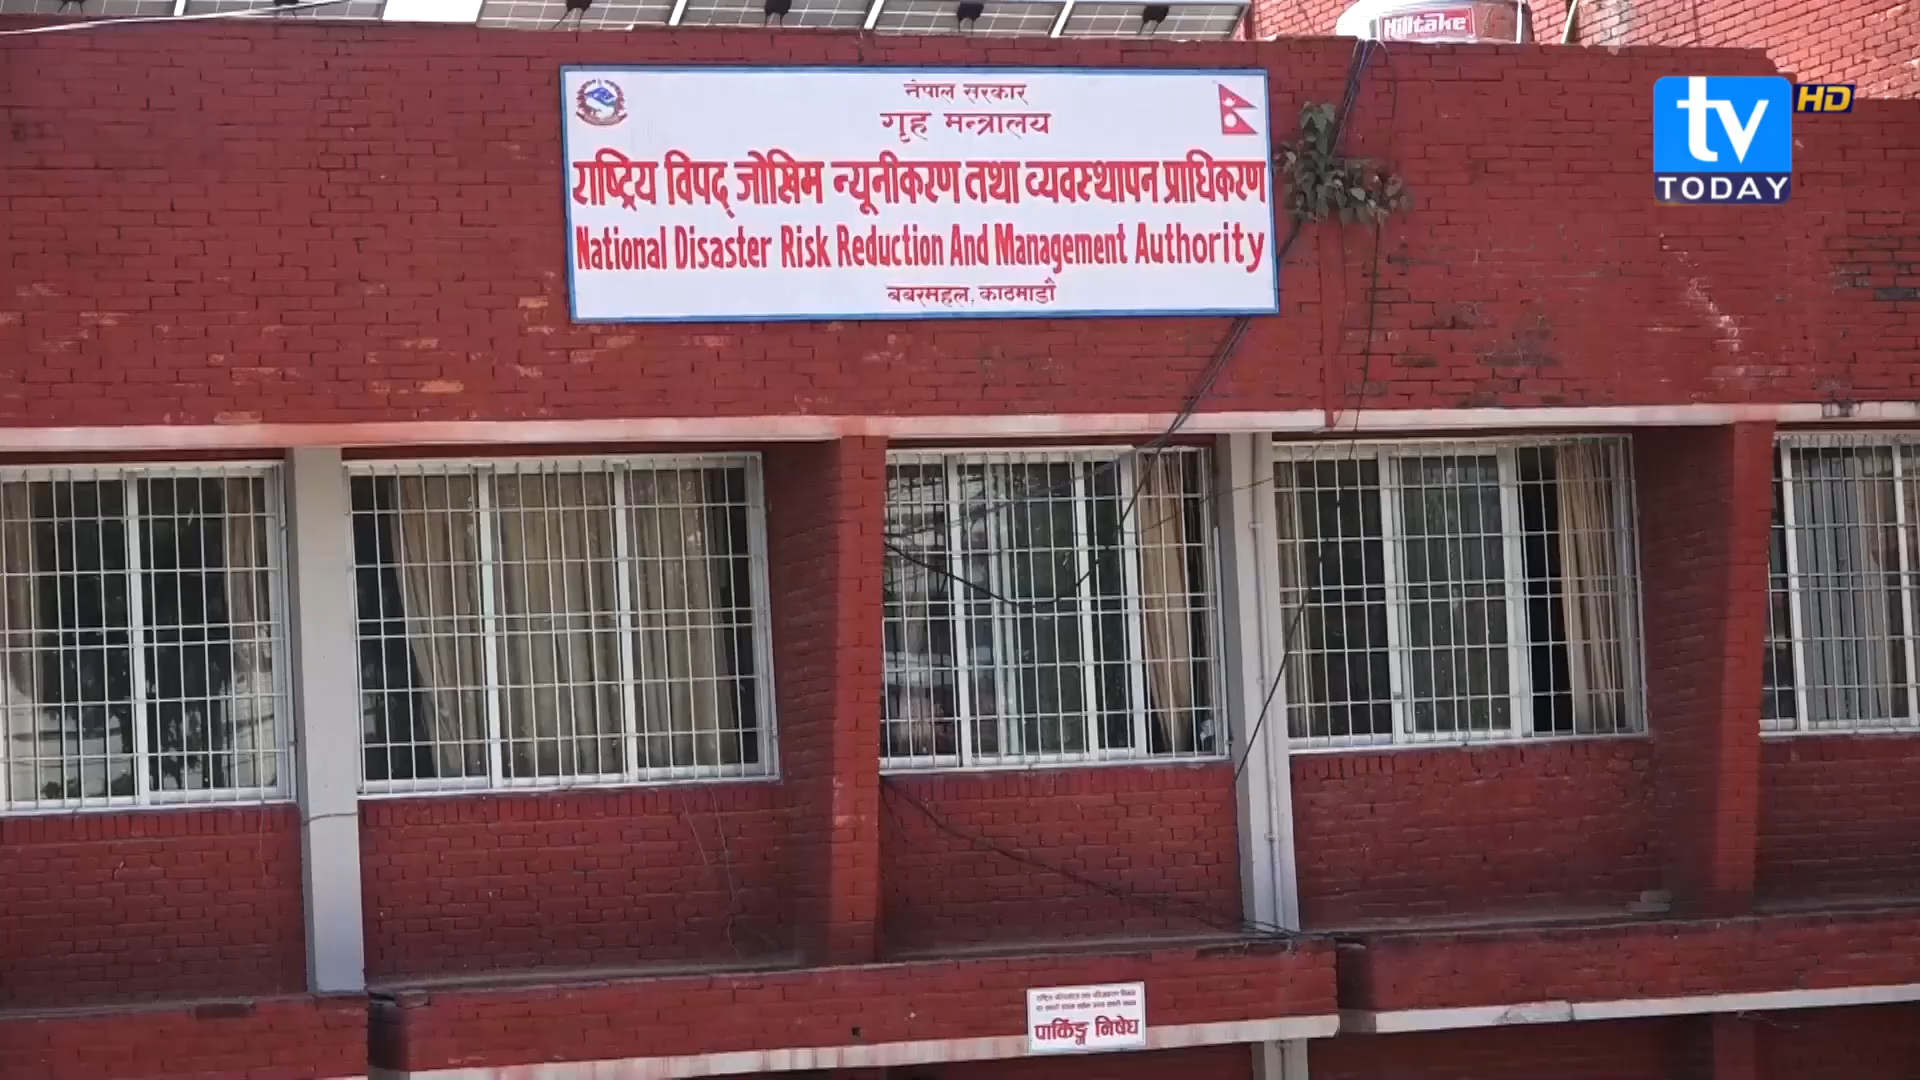 Hilltake
tv HD
TODAY
नेपाल सरकार
गृह मन्त्रालय
राष्ट्रिय विपद् जोखिम न्यूनीकरण तथा व्यवस्थापन प्राधिकरण
National Disaster Risk Reduction And Management Authority
बबरमहल, काठमाडौं
पार्किङ्ग निषेध